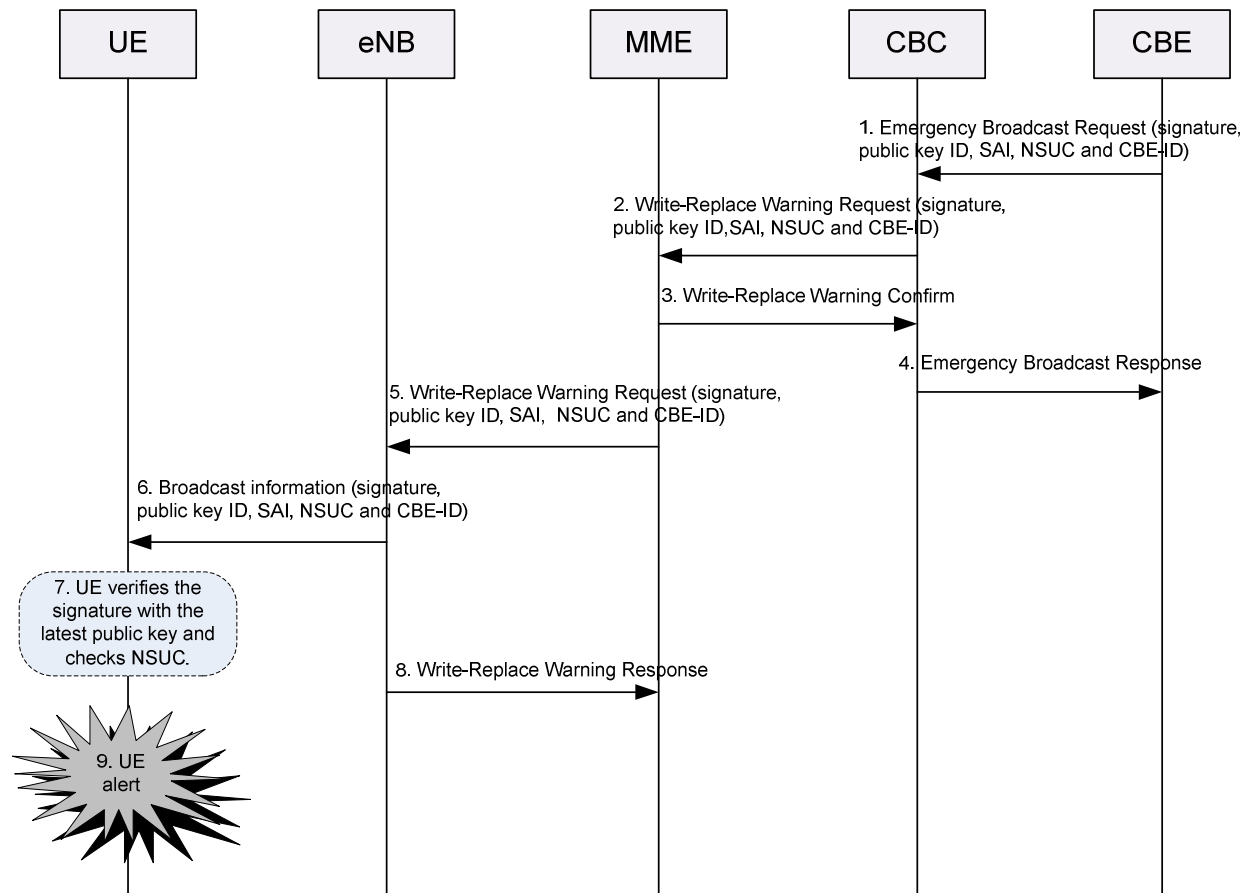 UE
eNB
MME
CBC
CBE
1. Emergency Broadcast Request (signature,
public key ID, SAI, NSUC and CBE-ID)
2. Write-Replace Warning Request (signature,
public key ID,SAI, NSUC and CBE-ID)
3. Write-Replace Warning Confirm
4. Emergency Broadcast Response
5. Write-Replace Warning Request (signature,
public key ID, SAI, NSUC and CBE-ID)
6. Broadcast information (signature,
public key ID, SAI, NSUC and CBE-ID)
7. UE verifies the
signature with the
latest public key and
checks NSUC.
8. Write-Replace Warning Response
9. UE
alert